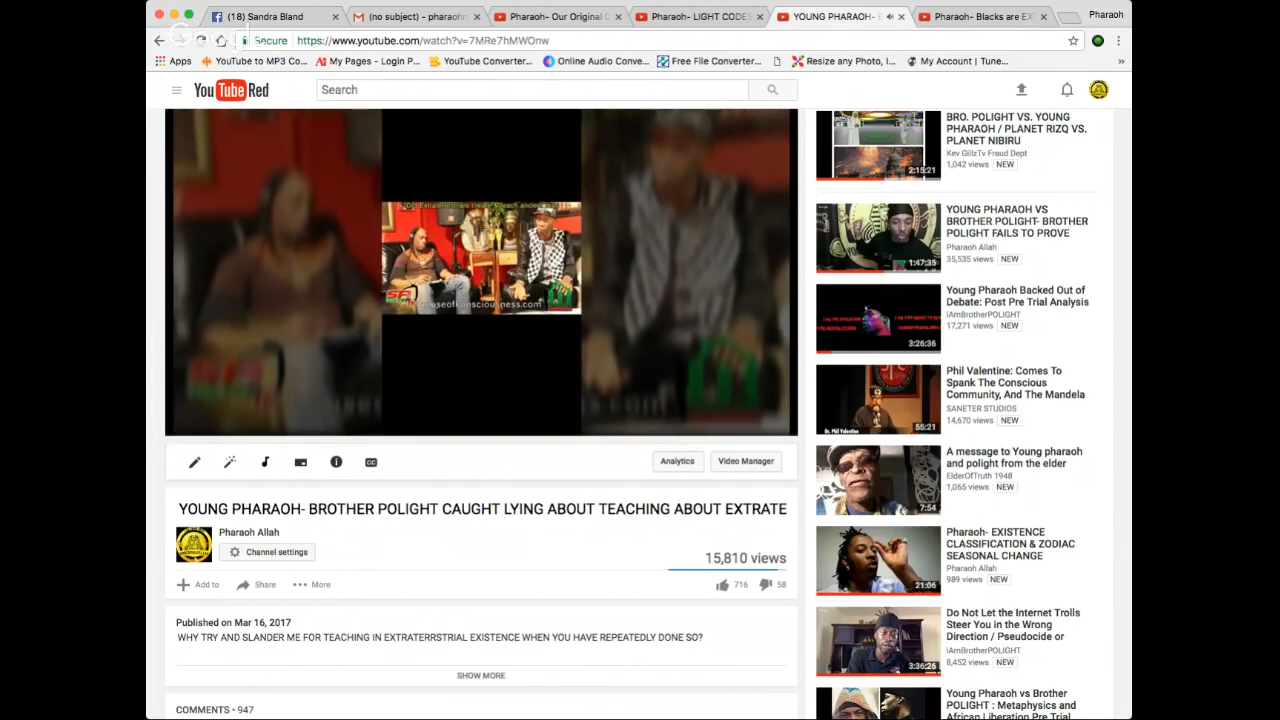 (18) Sandra Bland
(no subject) - pharaohr
Pharaoh- Our Original C
Pharaoh- LIGHT CODES
YOUNG PHARAOH- B
Pharaoh- Blacks are EX
Pharaoh
Secure
https://www.youtube.com/watch?v=7MRe7hMWOnw
Apps
YouTube to MP3 Co...
My Pages - Login P...
YouTube Converter...
Online Audio Conve...
Free File Converter...
Resize any Photo, I...
My Account | Tune...
YouTube Red
Search
Get Extraterrestrials create & teach ancient man
seofkonsciousness.com
Analytics
Video Manager
YOUNG PHARAOH- BROTHER POLIGHT CAUGHT LYING ABOUT TEACHING ABOUT EXTRATE
Pharaoh Allah
Channel settings
15,810 views
Add to
Share
More
716
58
Published on Mar 16, 2017
WHY TRY AND SLANDER ME FOR TEACHING IN EXTRATERRSTRIAL EXISTENCE WHEN YOU HAVE REPEATEDLY DONE SO?
SHOW MORE
COMMENTS • 947
BRO. POLIGHT VS. YOUNG
PHARAOH / PLANET RIZQ VS.
PLANET NIBIRU
Kev GillzTv Fraud Dept
1,042 views NEW
2:15:21
YOUNG PHARAOH VS
BROTHER POLIGHT- BROTHER
POLIGHT FAILS TO PROVE
Pharaoh Allah
35,535 views NEW
1:47:35
Young Pharaoh Backed Out of
Debate: Post Pre Trial Analysis
iAmBrotherPOLIGHT
17,271 views NEW
3:26:36
Phil Valentine: Comes To
Spank The Conscious
Community, And The Mandela
SANETER STUDIOS
14,670 views NEW
Dr. Phil Valentine
55:21
A message to Young pharaoh
and polight from the elder
ElderOfTruth 1948
1,065 views NEW
7:54
Pharaoh- EXISTENCE
CLASSIFICATION & ZODIAC
SEASONAL CHANGE
Pharaoh Allah
989 views NEW
21:06
Do Not Let the Internet Trolls
Steer You in the Wrong
Direction / Pseudocide or
iAmBrotherPOLIGHT
8,452 views NEW
3:36:26
Young Pharaoh vs Brother
POLIGHT : Metaphysics and
African Liberation Pre Trial